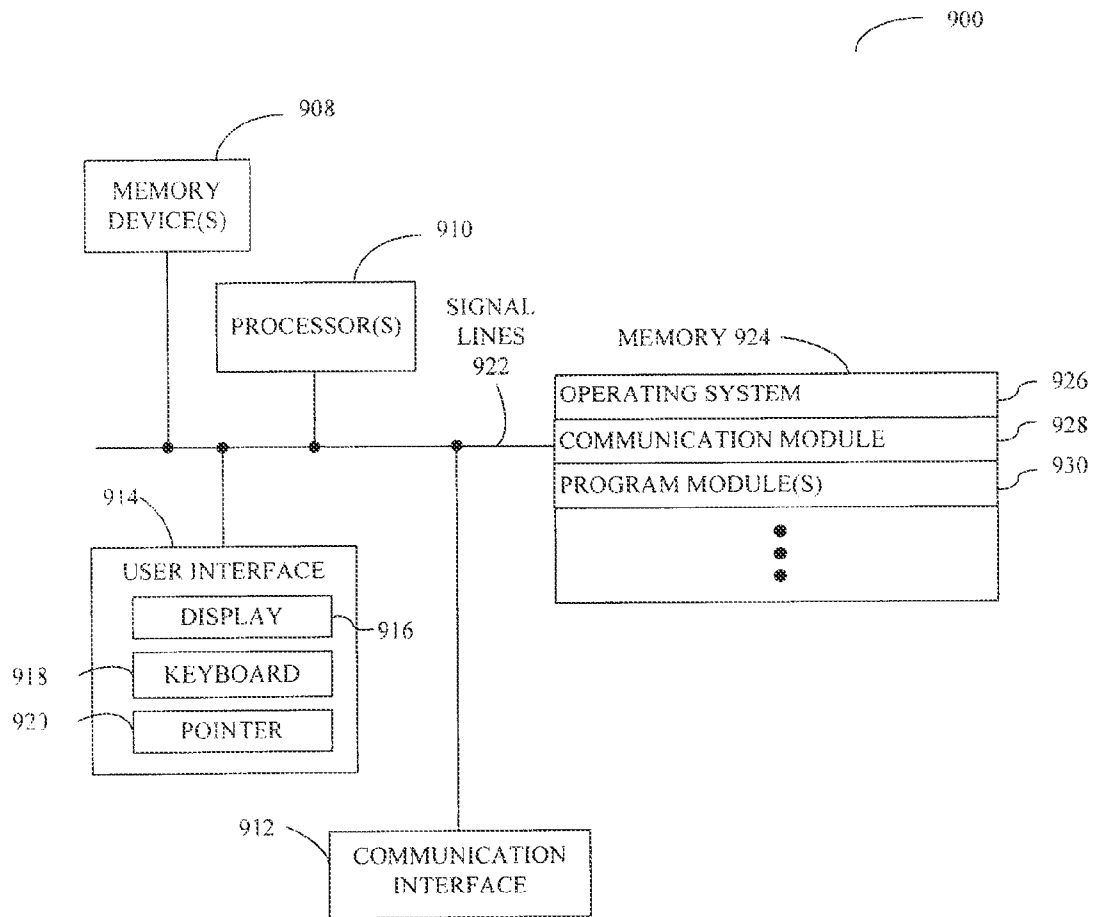 900
908
MEMORY
DEVICE(S)
910
PROCESSOR(S)
SIGNAL
LINES
922
MEMORY 924
OPERATING SYSTEM
926
COMMUNICATION MODULE
928
PROGRAM MODULE(S)
930
914
USER INTERFACE
DISPLAY
916
918
KEYBOARD
920
POINTER
912
COMMUNICATION
INTERFACE